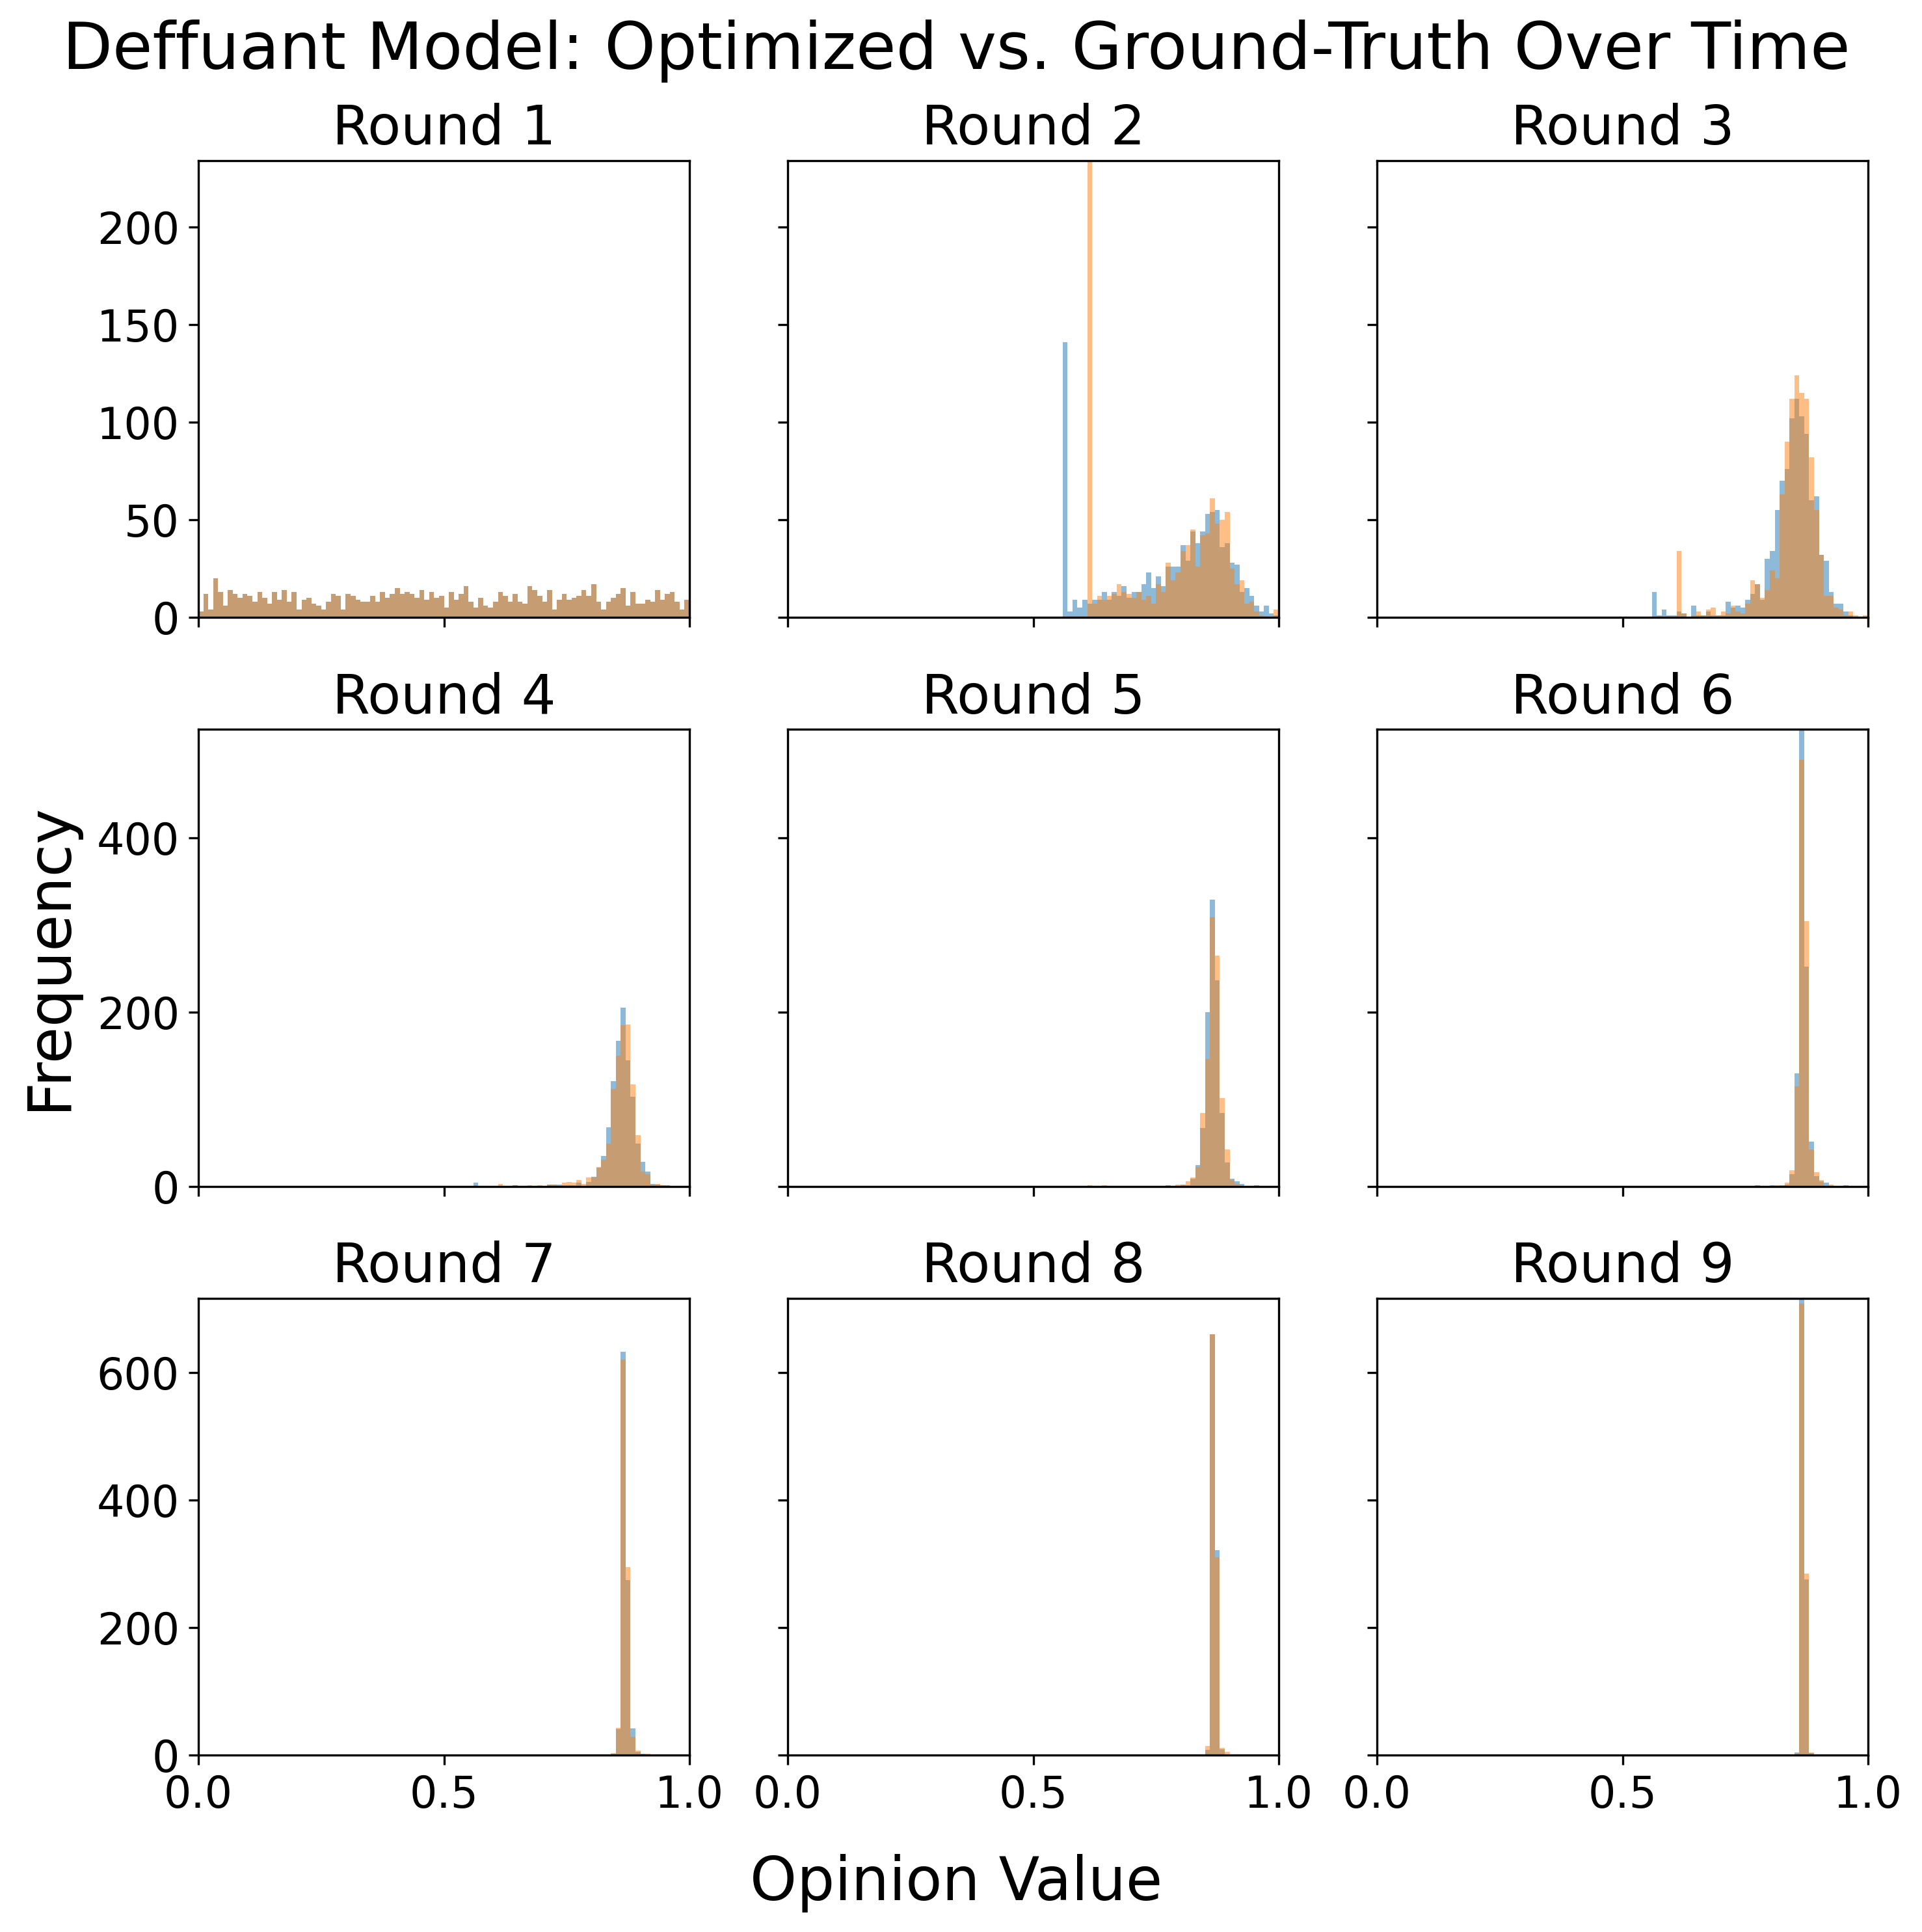 Deffuant Model: Optimized vs. Ground-Truth Over Time
Round 1
Round 2
Round 3
200
150
100
50
0
Round 4
Round 5
Round 6
400
200
0
Frequency
Round 7
Round 8
Round 9
600
400
200
0
0.0 0.5 1.0 0.0 0.5 1.0 0.0 0.5 1.0
Opinion Value